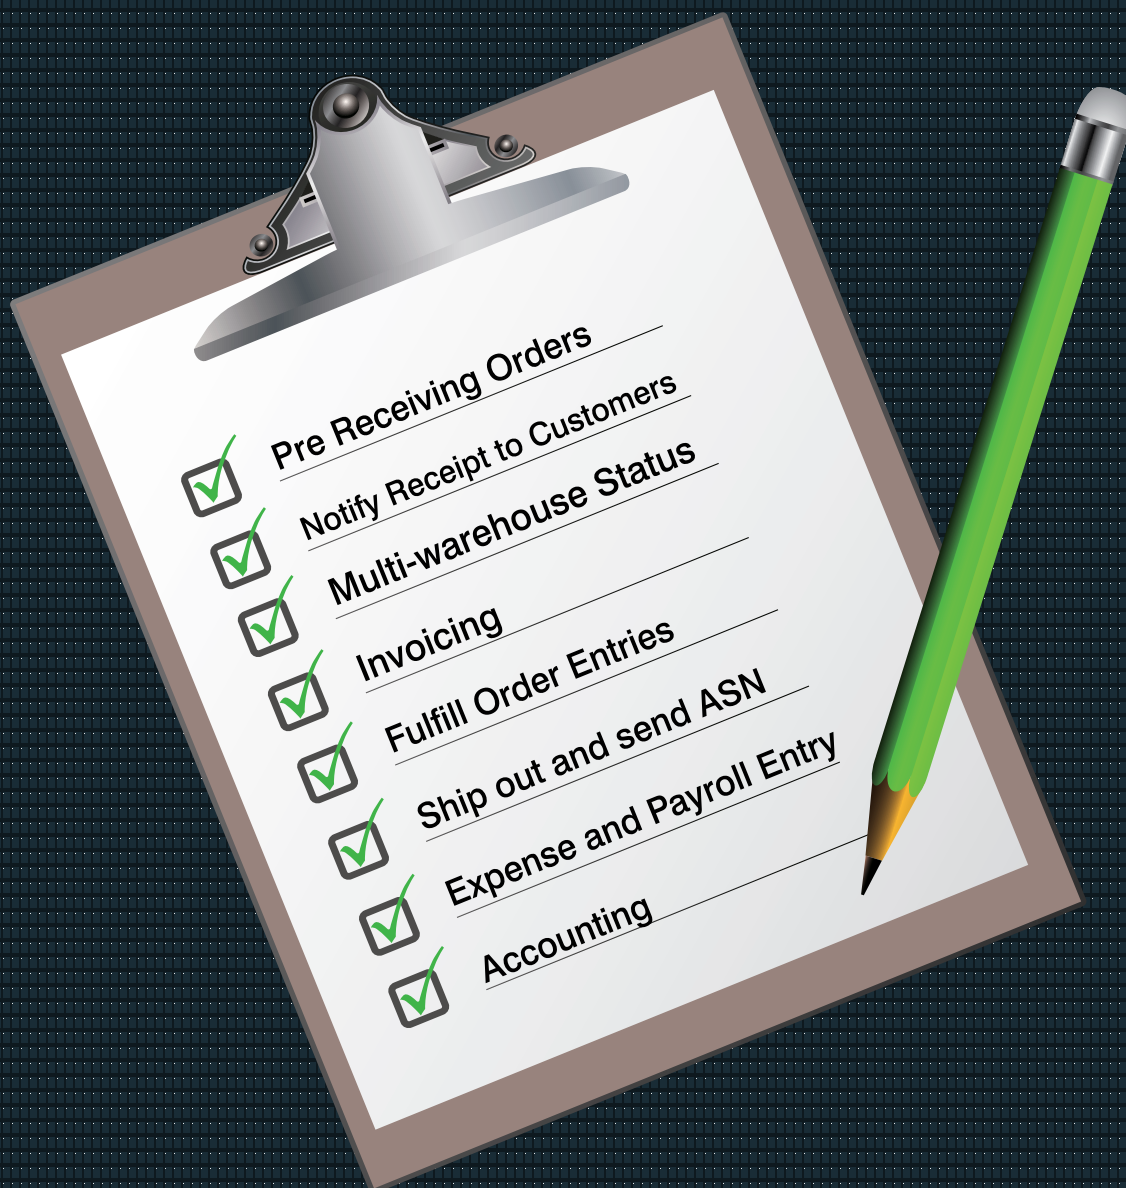 Pre Receiving Orders
Notify Receipt to Customers
Multi-warehouse Status
Invoicing
Fulfill Order Entries
Ship out and send ASN
Expense and Payroll Entry
Accounting